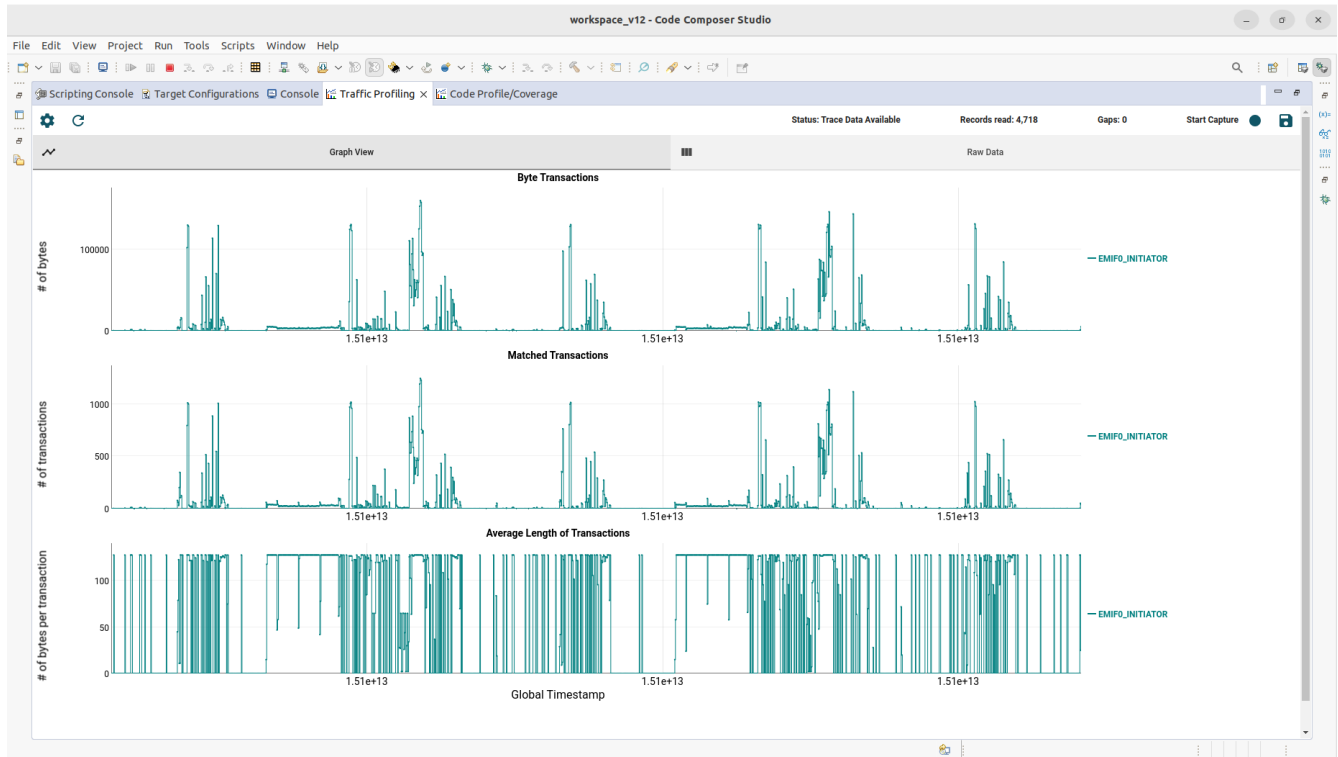 workspace_v12 - Code Composer Studio
File Edit View Project Run Tools Scripts Window Help
Scripting Console Target Configurations Console Traffic Profiling Code Profile/Coverage
Status: Trace Data Available Records read: 4,718 Gaps: 0 Start Capture
Graph View Raw Data
Byte Transactions
# of bytes
100000
0
EMIF0_INITIATOR
1.51e+13 1.51e+13 1.51e+13
Matched Transactions
# of transactions
1000
500
0
EMIF0_INITIATOR
1.51e+13 1.51e+13 1.51e+13
Average Length of Transactions
# of bytes per transaction
100
50
0
EMIF0_INITIATOR
1.51e+13 1.51e+13 1.51e+13
Global Timestamp